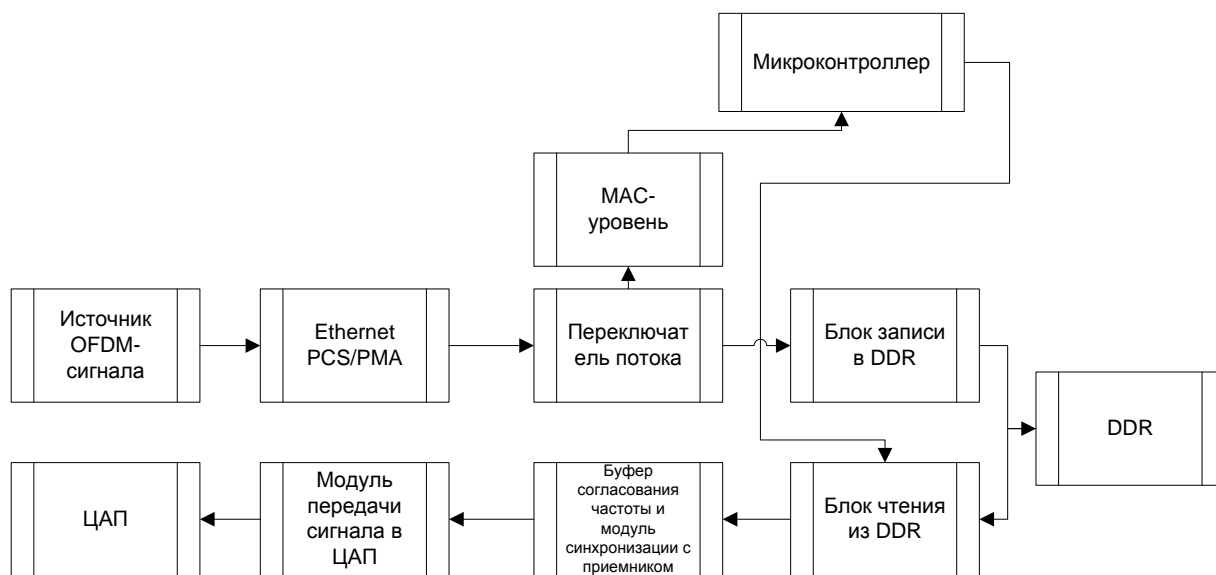 Микроконтроллер
MAC-
уровень
Источник
OFDM-
сигнала
Ethernet
PCS/PMA
Переключат
ель потока
Блок записи
в DDR
DDR
ЦАП
Модуль
передачи
сигнала в
ЦАП
Буфер
согласования
частоты и
модуль
синхронизации с
приемником
Блок чтения
из DDR